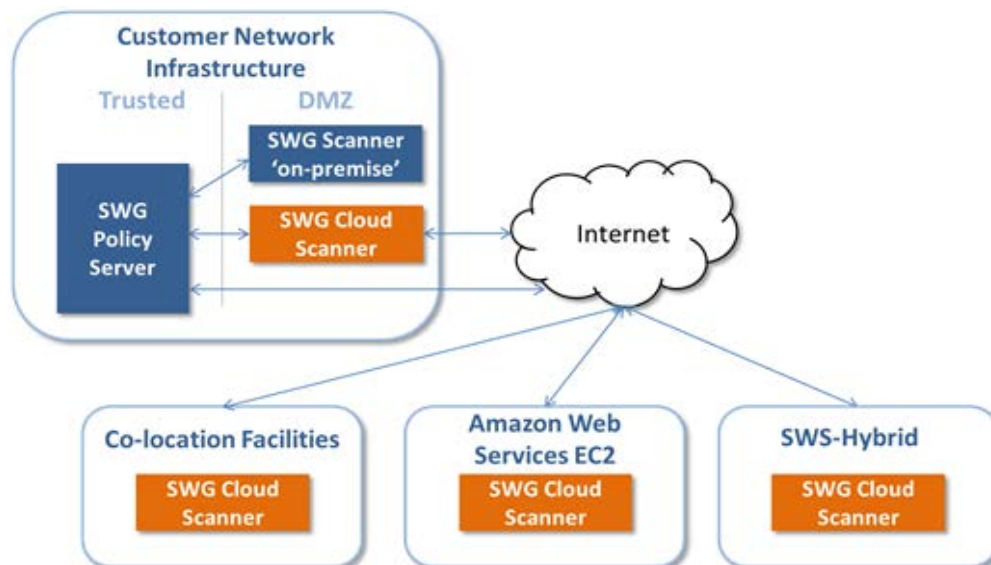 Customer Network
Infrastructure
Trusted
DMZ
SWG Scanner
‘on-premise’
SWG
Policy
Server
SWG Cloud
Scanner
Internet
Co-location Facilities
SWG Cloud
Scanner
Amazon Web
Services EC2
SWG Cloud
Scanner
SWS-Hybrid
SWG Cloud
Scanner